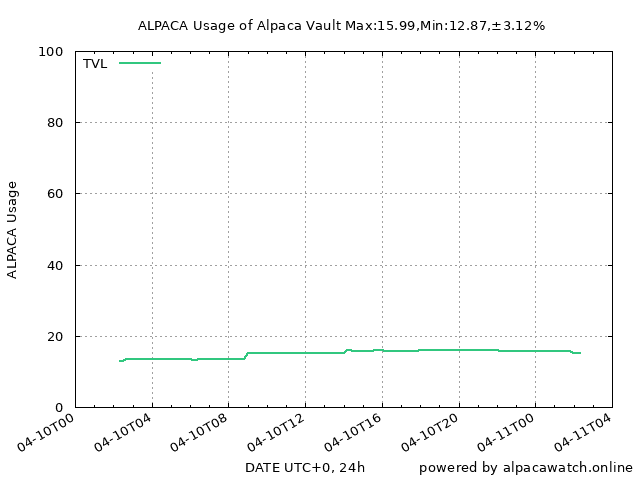 ALPACA Usage of Alpaca Vault Max:15.99,Min:12.87,±3.12%
100
TVL
80
60
40
20
0
ALPACA Usage
04-10T00
04-10T04
04-10T08
04-10T12
04-10T16
04-10T20
04-11T00
04-11T04
DATE UTC+0, 24h
powered by alpacawatch.online